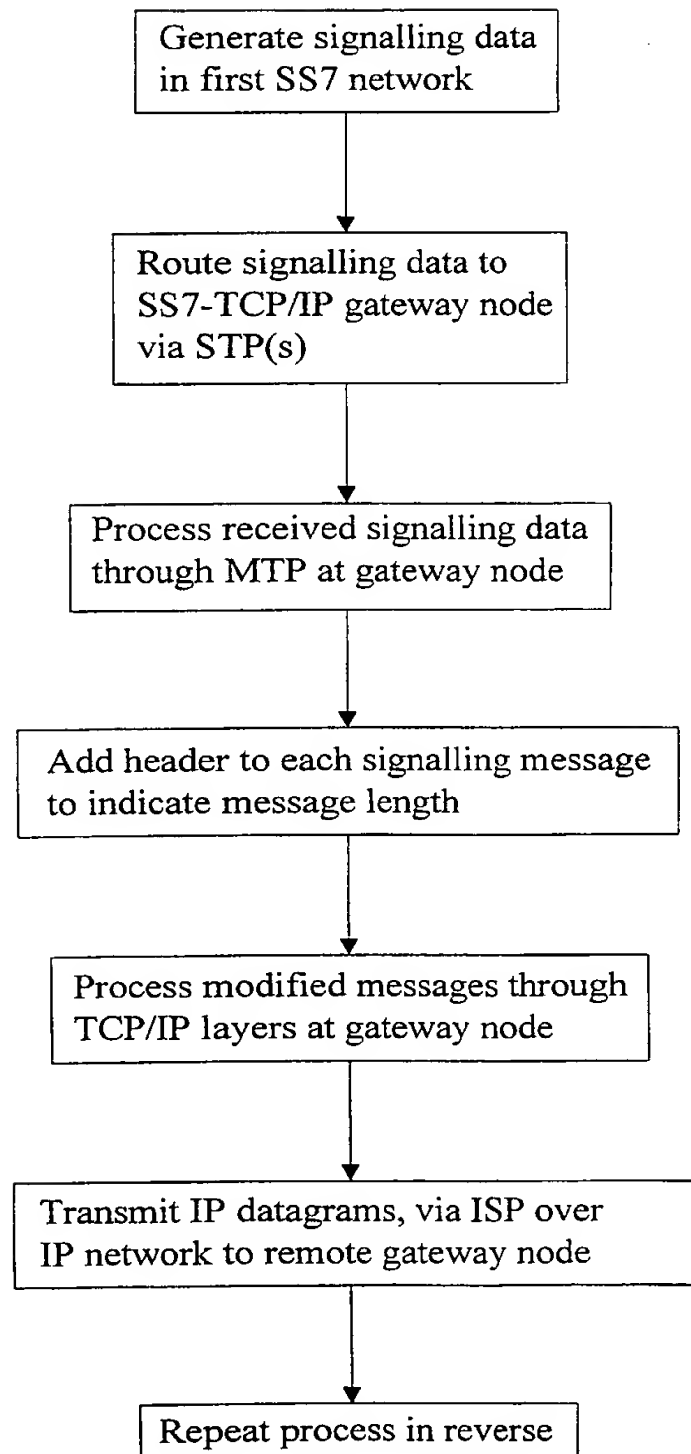 Generate signalling data
in first SS7 network
Route signalling data to
SS7-TCP/IP gateway node
via STP(s)
Process received signalling data
through MTP at gateway node
Add header to each signalling message
to indicate message length
Process modified messages through
TCP/IP layers at gateway node
Transmit IP datagrams, via ISP over
IP network to remote gateway node
Repeat process in reverse